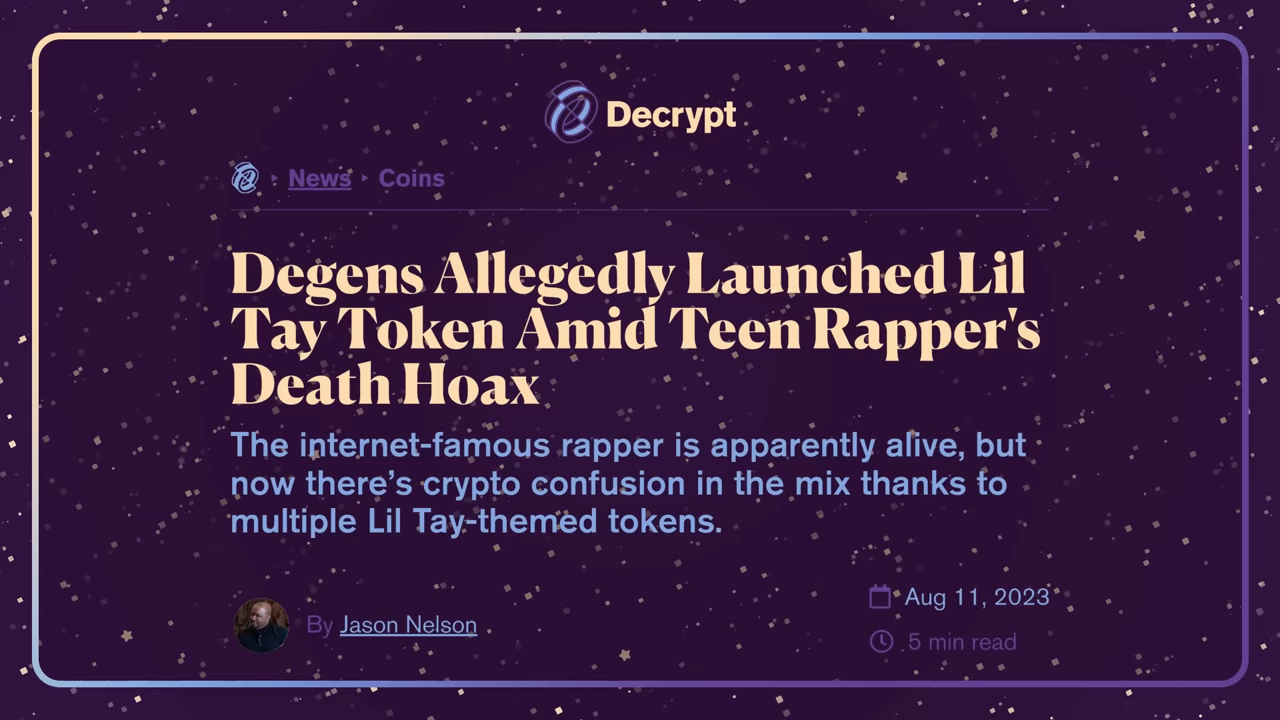 Decrypt
News Coins
Degens Allegedly Launched Lil
Tay Token Amid Teen Rapper's
Death Hoax
The internet-famous rapper is apparently alive, but
now there’s crypto confusion in the mix thanks to
multiple Lil Tay-themed tokens.
By Jason Nelson
Aug 11, 2023
5 min read